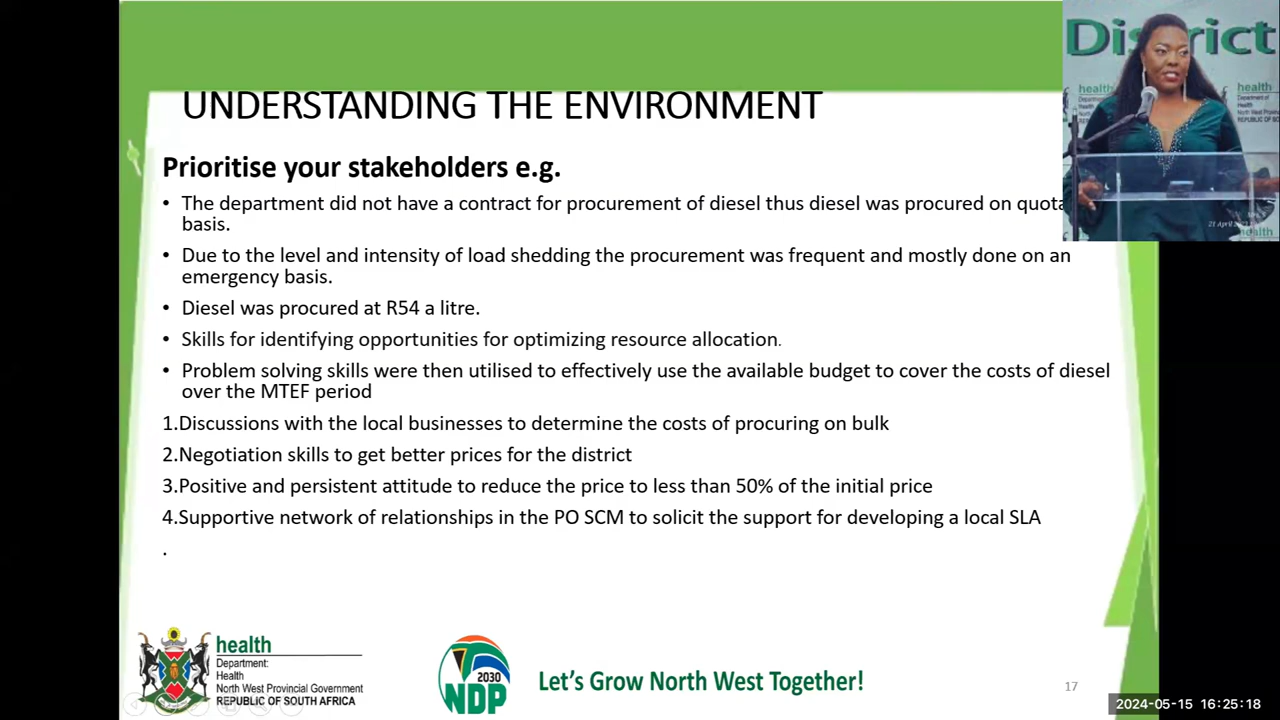 UNDERSTANDING THE ENVIRONMENT
Prioritise your stakeholders e.g.
• The department did not have a contract for procurement of diesel thus diesel was procured on quota
basis.
• Due to the level and intensity of load shedding the procurement was frequent and mostly done on an
emergency basis.
• Diesel was procured at R54 a litre.
• Skills for identifying opportunities for optimizing resource allocation.
• Problem solving skills were then utilised to effectively use the available budget to cover the costs of diesel
over the MTEF period
1.Discussions with the local businesses to determine the costs of procuring on bulk
2.Negotiation skills to get better prices for the district
3.Positive and persistent attitude to reduce the price to less than 50% of the initial price
4.Supportive network of relationships in the PO SCM to solicit the support for developing a local SLA
.
health
Department:
Health
North West Provincial Government
REPUBLIC OF SOUTH AFRICA
2030
NDP
Let's Grow North West Together!
17
2024-05-15 16:25:18
health
Department of
Health
health